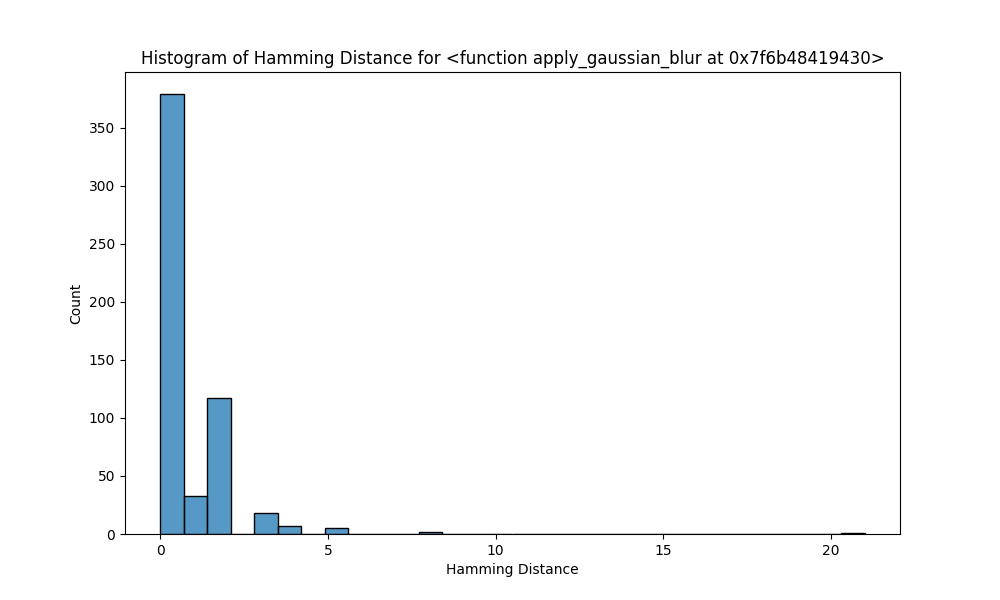 Histogram of Hamming Distance for <function apply_gaussian_blur at 0x7f6b48419430>
350
300
250
200
150
100
50
0
Count
0 5 10 15 20
Hamming Distance